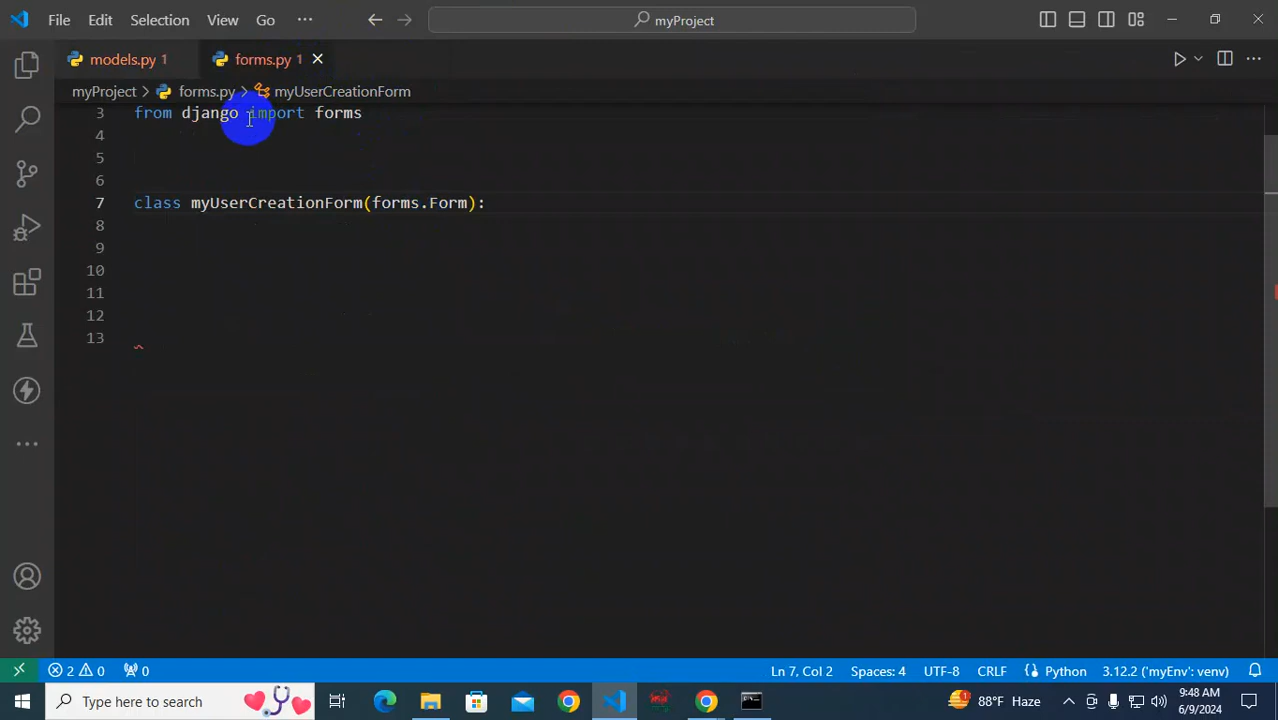 File Edit Selection View Go ··· myProject
models.py 1 forms.py 1
myProject > forms.py > myUserCreationForm
3 from django import forms
4
5
6
7 class myUserCreationForm(forms.Form):
8
9
10
11
12
13
2 0 0 Ln 7, Col 2 Spaces: 4 UTF-8 CRLF Python 3.12.2 ('myEnv': venv)
Type here to search 1 88°F Haze 9:48 AM
6/9/2024